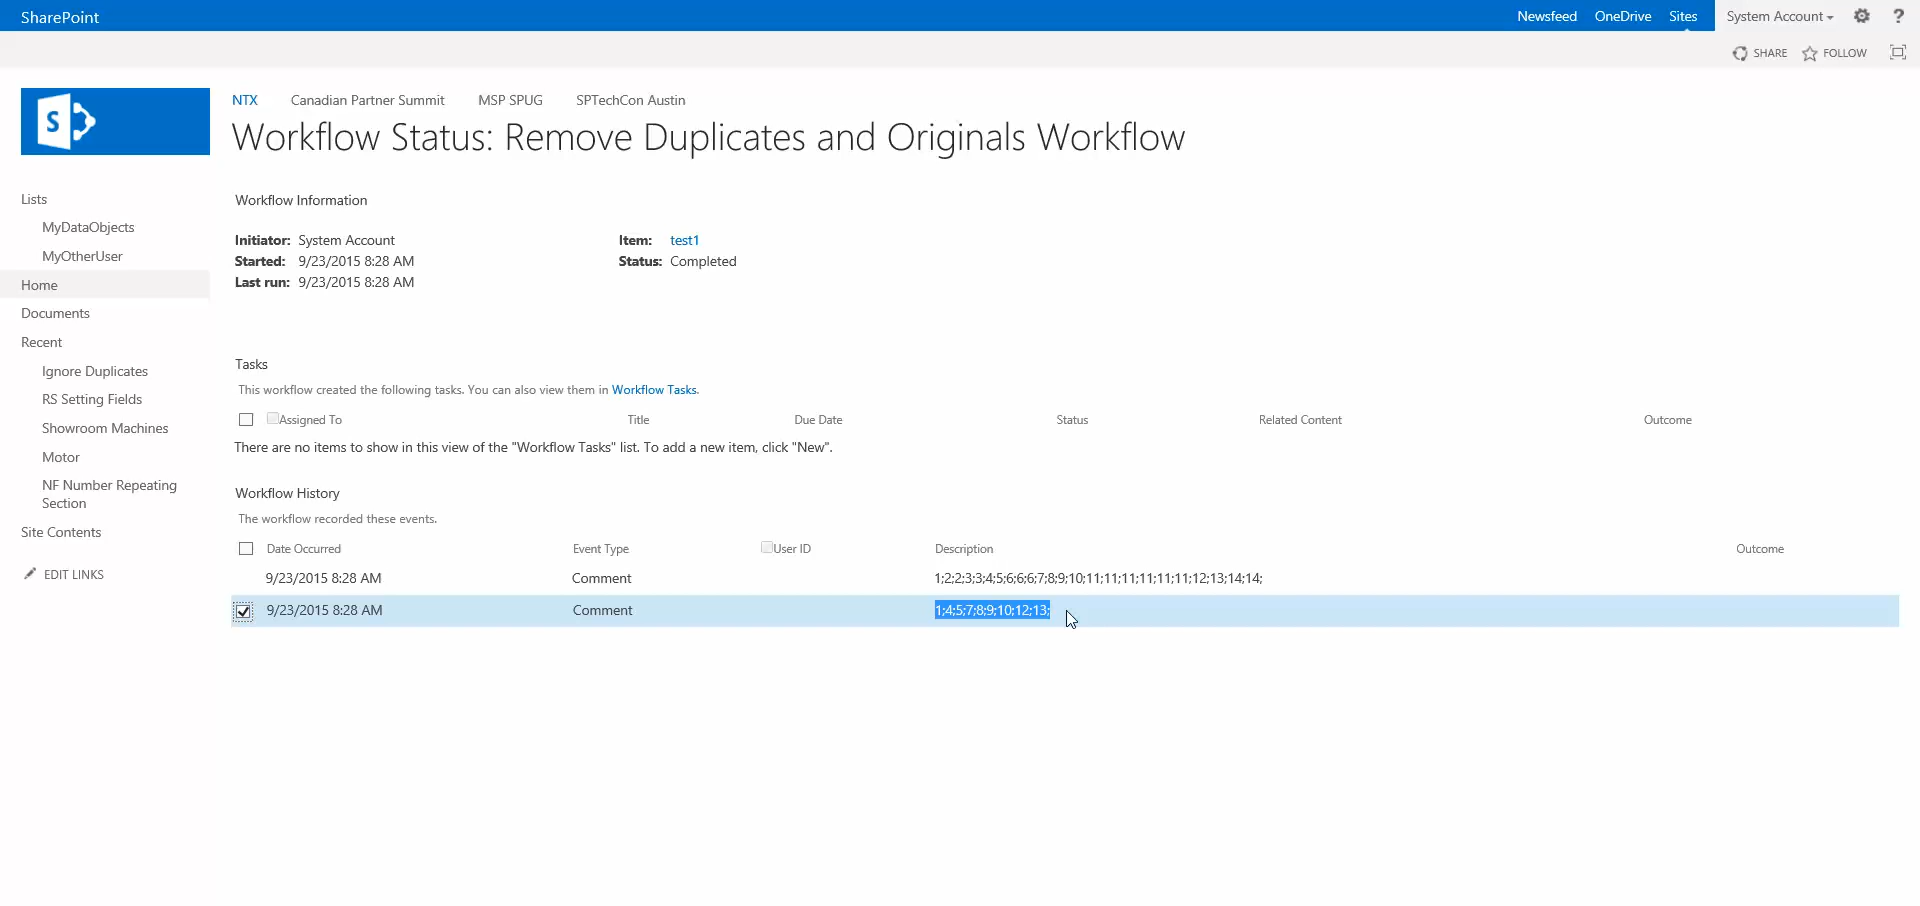 SharePoint
Newsfeed OneDrive Sites System Account ?
SHARE FOLLOW
S
NTX Canadian Partner Summit MSP SPUG SPTechCon Austin
Workflow Status: Remove Duplicates and Originals Workflow
Lists
MyDataObjects
MyOtherUser
Home
Documents
Recent
Ignore Duplicates
RS Setting Fields
Showroom Machines
Motor
NF Number Repeating
Section
Site Contents
EDIT LINKS
Workflow Information
Initiator: System Account Item: test1
Started: 9/23/2015 8:28 AM Status: Completed
Last run: 9/23/2015 8:28 AM
Tasks
This workflow created the following tasks. You can also view them in Workflow Tasks.
Assigned To Title Due Date Status Related Content Outcome
There are no items to show in this view of the "Workflow Tasks" list. To add a new item, click "New".
Workflow History
The workflow recorded these events.
Date Occurred Event Type User ID Description Outcome
9/23/2015 8:28 AM Comment 1;2;2;3;3;4;5;6;6;6;7;8;9;10;11;11;11;11;11;11;12;13;14;14;
9/23/2015 8:28 AM Comment 1;4;5;7;8;9;10;12;13;